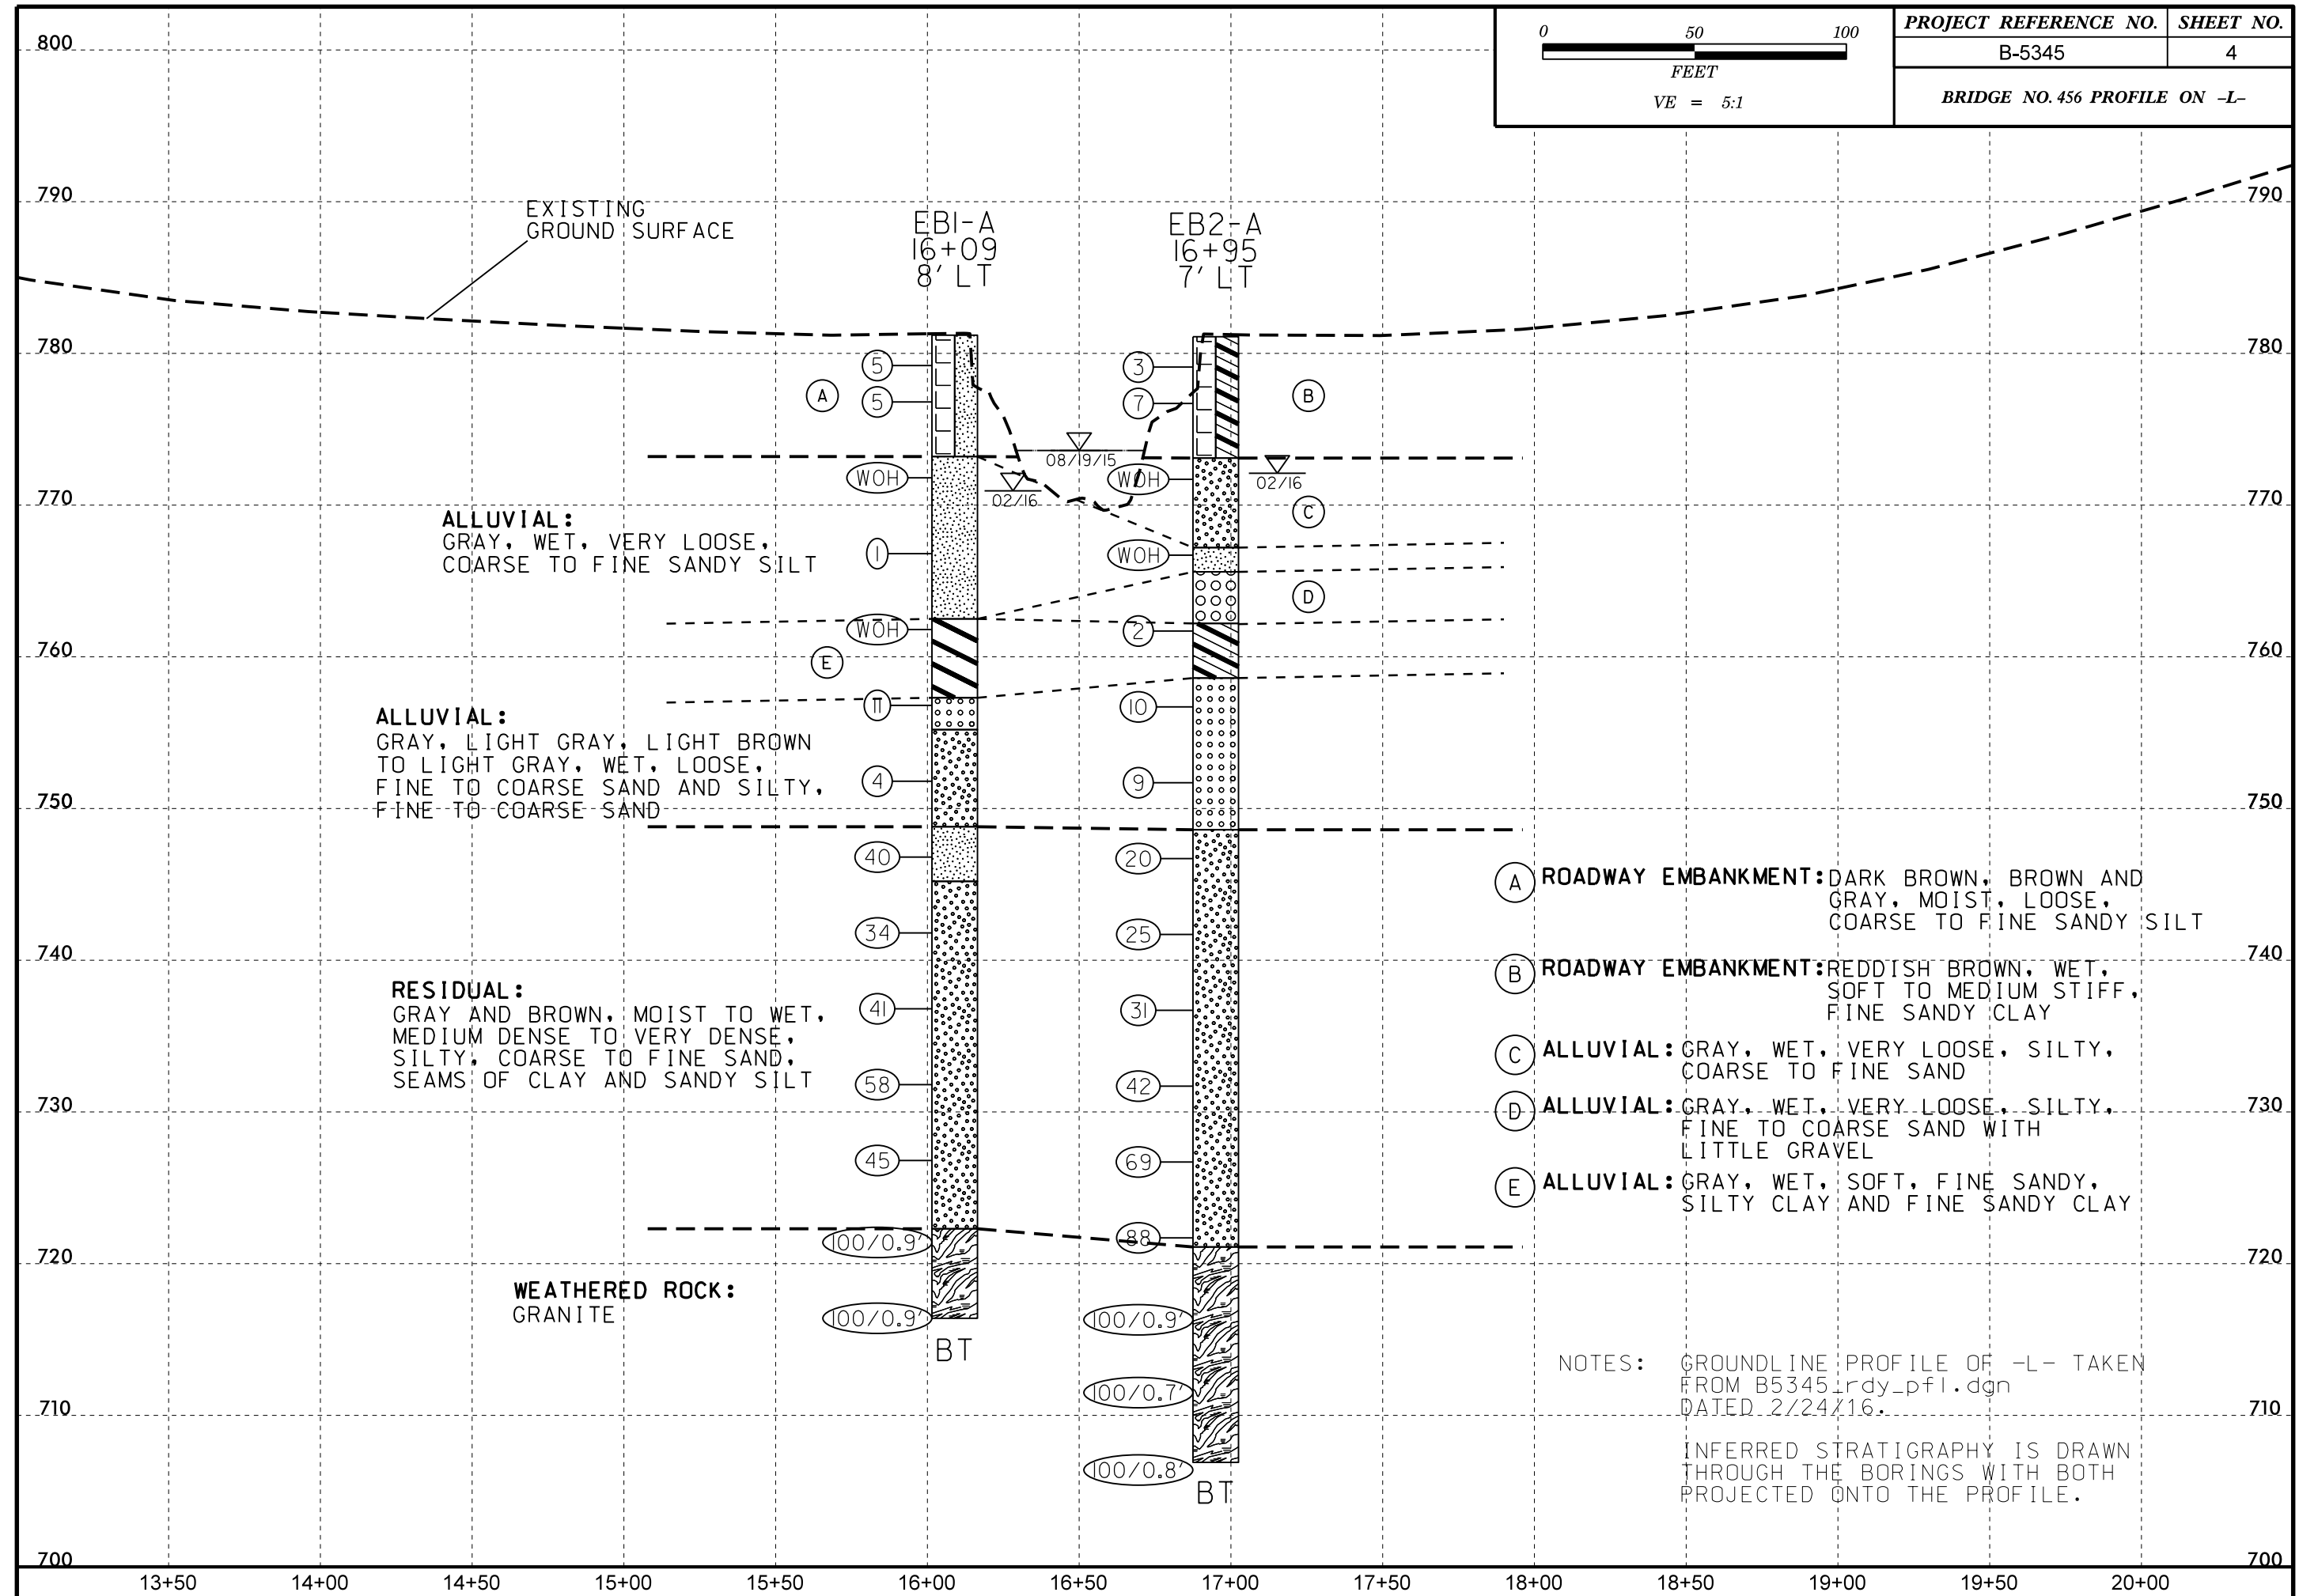 0 50 100
FEET
VE = 5:1
PROJECT REFERENCE NO. SHEET NO.
B-5345 4
BRIDGE NO. 456 PROFILE ON -L-
800
790 790
780 780
770 770
760 760
750 750
740 740
730 730
720 720
710 710
700 700
EXISTING
GROUND SURFACE
EB1-A
16+09
8' LT
EB2-A
16+95
7' LT
5
A 5
WOH
1
WOH
E
11
4
40
34
41
58
45
100/0.9'
100/0.9'
BT
02/16
08/19/15
3
7
WOH
WOH
2
10
9
20
25
31
42
69
88
100/0.9'
100/0.7'
100/0.8'
BT
B
02/16
C
D
ALLUVIAL:
GRAY, WET, VERY LOOSE,
COARSE TO FINE SANDY SILT
ALLUVIAL:
GRAY, LIGHT GRAY, LIGHT BROWN
TO LIGHT GRAY, WET, LOOSE,
FINE TO COARSE SAND AND SILTY,
FINE TO COARSE SAND
RESIDUAL:
GRAY AND BROWN, MOIST TO WET,
MEDIUM DENSE TO VERY DENSE,
SILTY, COARSE TO FINE SAND,
SEAMS OF CLAY AND SANDY SILT
WEATHERED ROCK:
GRANITE
A ROADWAY EMBANKMENT: DARK BROWN, BROWN AND
GRAY, MOIST, LOOSE,
COARSE TO FINE SANDY SILT
B ROADWAY EMBANKMENT: REDDISH BROWN, WET,
SOFT TO MEDIUM STIFF,
FINE SANDY CLAY
C ALLUVIAL: GRAY, WET, VERY LOOSE, SILTY,
COARSE TO FINE SAND
D ALLUVIAL: GRAY, WET, VERY LOOSE, SILTY,
FINE TO COARSE SAND WITH
LITTLE GRAVEL
E ALLUVIAL: GRAY, WET, SOFT, FINE SANDY,
SILTY CLAY AND FINE SANDY CLAY
NOTES: GROUNDLINE PROFILE OF -L- TAKEN
FROM B5345_rdy_pfl.dgn
DATED 2/24/16.
INFERRED STRATIGRAPHY IS DRAWN
THROUGH THE BORINGS WITH BOTH
PROJECTED ONTO THE PROFILE.
13+50 14+00 14+50 15+00 15+50 16+00 16+50 17+00 17+50 18+00 18+50 19+00 19+50 20+00